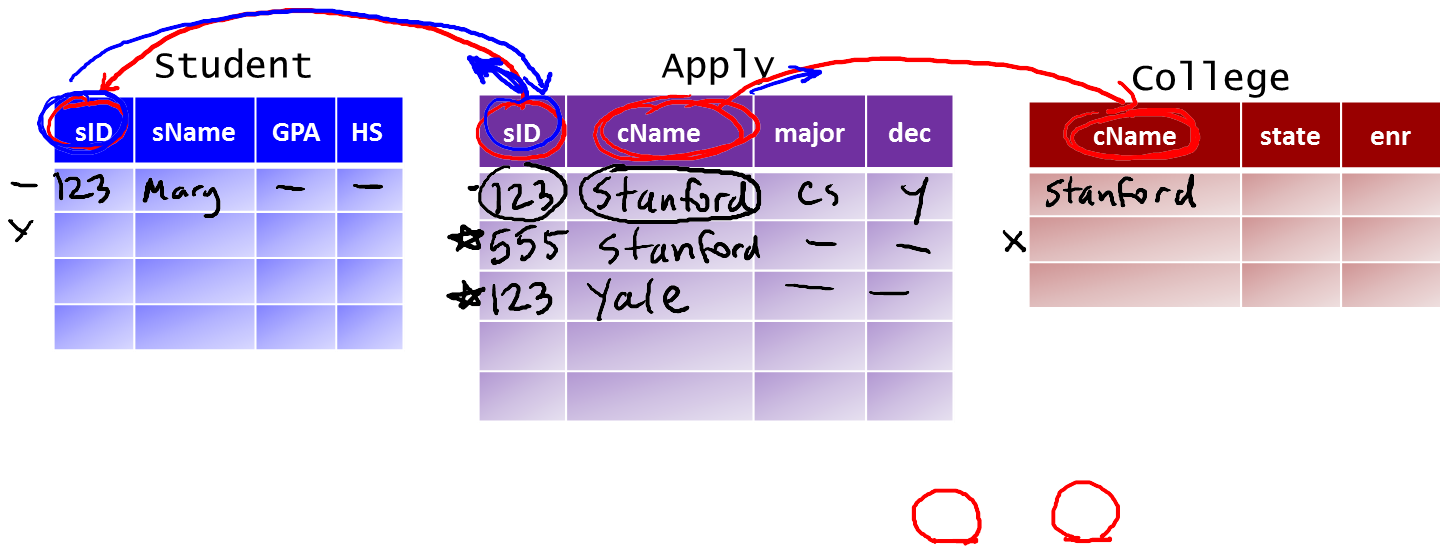 Student Apply College
sID sName GPA HS sID cName major dec cName state enr
123 Mary — — 123 Stanford CS Y Stanford
555 Stanford — —
123 Yale — —